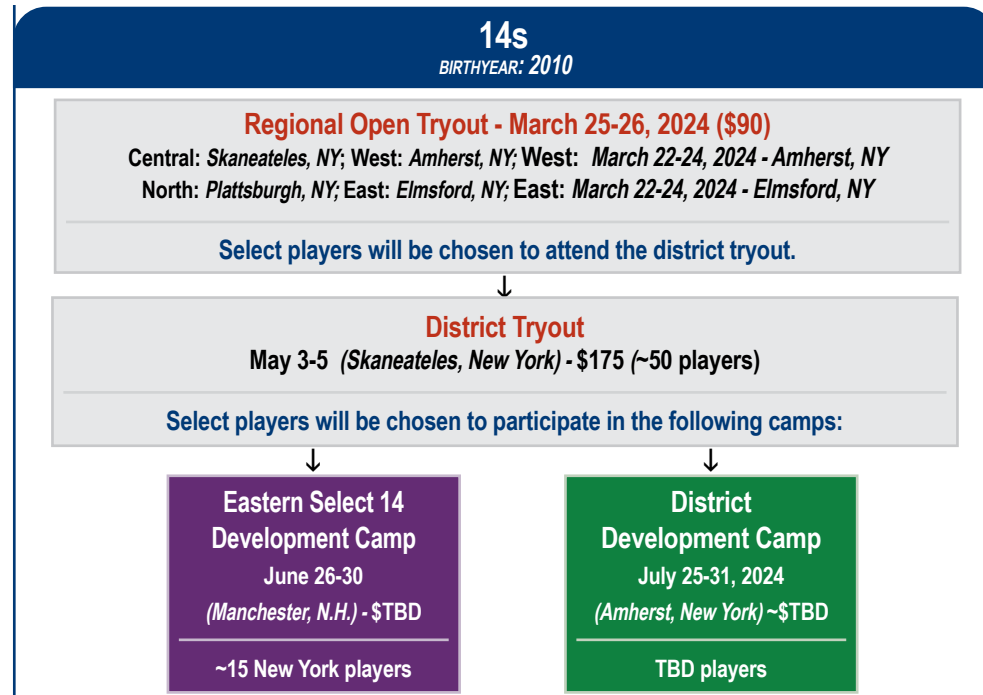 14s
BIRTHYEAR: 2010
Regional Open Tryout - March 25-26, 2024 ($90)
Central: Skaneateles, NY; West: Amherst, NY; West: March 22-24, 2024 - Amherst, NY
North: Plattsburgh, NY; East: Elmsford, NY; East: March 22-24, 2024 - Elmsford, NY
Select players will be chosen to attend the district tryout.
District Tryout
May 3-5 (Skaneateles, New York) - $175 (~50 players)
Select players will be chosen to participate in the following camps:
Eastern Select 14
Development Camp
June 26-30
(Manchester, N.H.) - $TBD
~15 New York players
District
Development Camp
July 25-31, 2024
(Amherst, New York) ~$TBD
TBD players